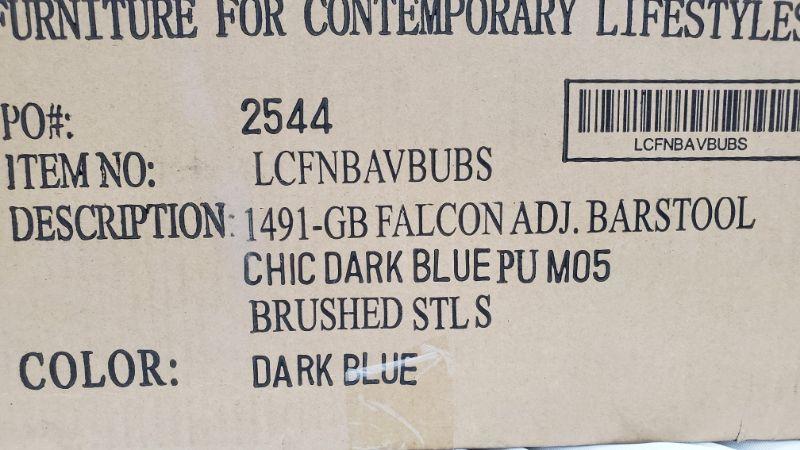 FURNITURE FOR CONTEMPORARY LIFESTYLES
PO#: 2544
LCFNBAVBUBS
ITEM NO: LCFNBAVBUBS
DESCRIPTION: 1491-GB FALCON ADJ. BARSTOOL
CHIC DARK BLUE PU M05
BRUSHED STL S
COLOR: DARK BLUE